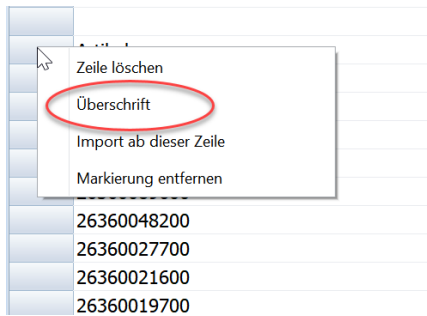 Zeile löschen
Überschrift
Import ab dieser Zeile
Markierung entfernen
26360048200
26360027700
26360021600
26360019700